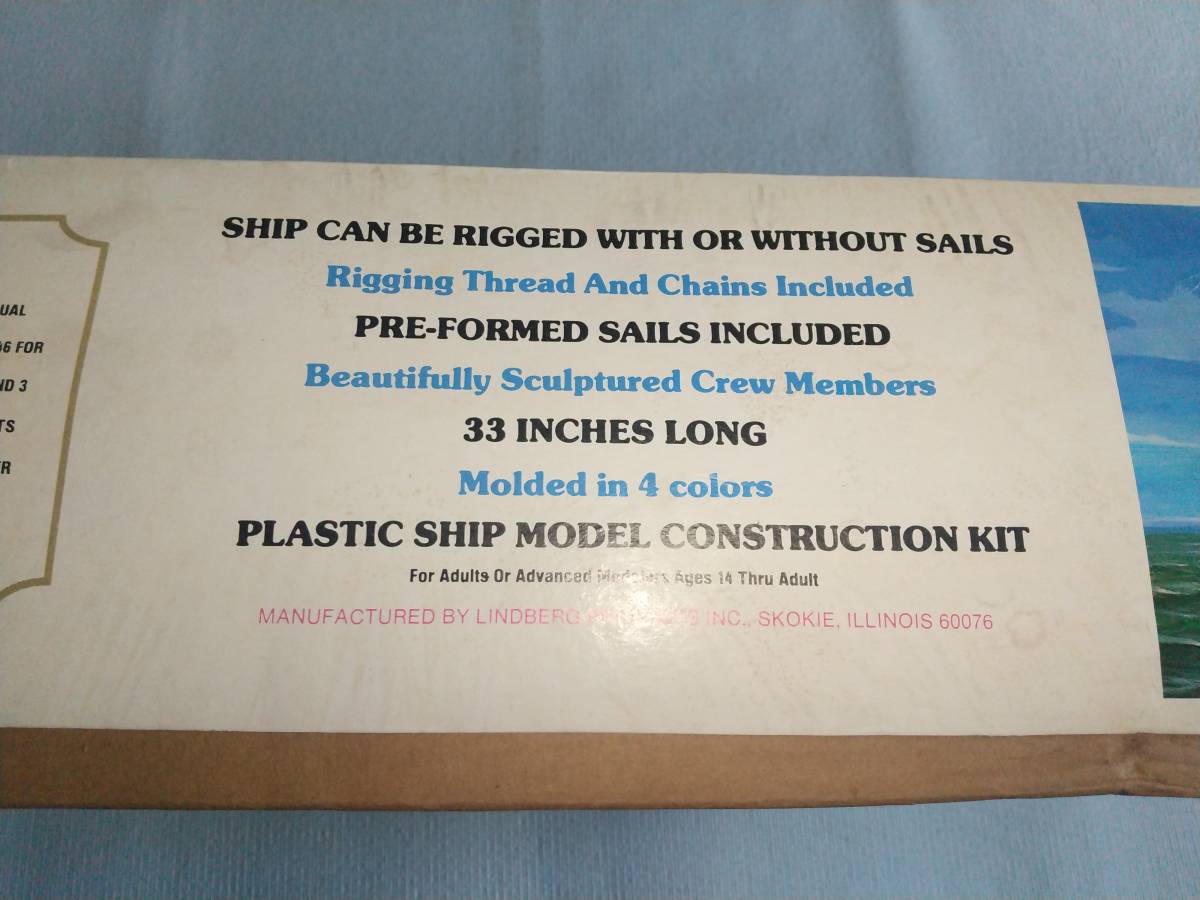 UAL
6 FOR
ND 3
TS
R
SHIP CAN BE RIGGED WITH OR WITHOUT SAILS
Rigging Thread And Chains Included
PRE-FORMED SAILS INCLUDED
Beautifully Sculptured Crew Members
33 INCHES LONG
Molded in 4 colors
PLASTIC SHIP MODEL CONSTRUCTION KIT
For Adults Or Advanced Modelers Ages 14 Thru Adult
MANUFACTURED BY LINDBERG INC., SKOKIE, ILLINOIS 60076